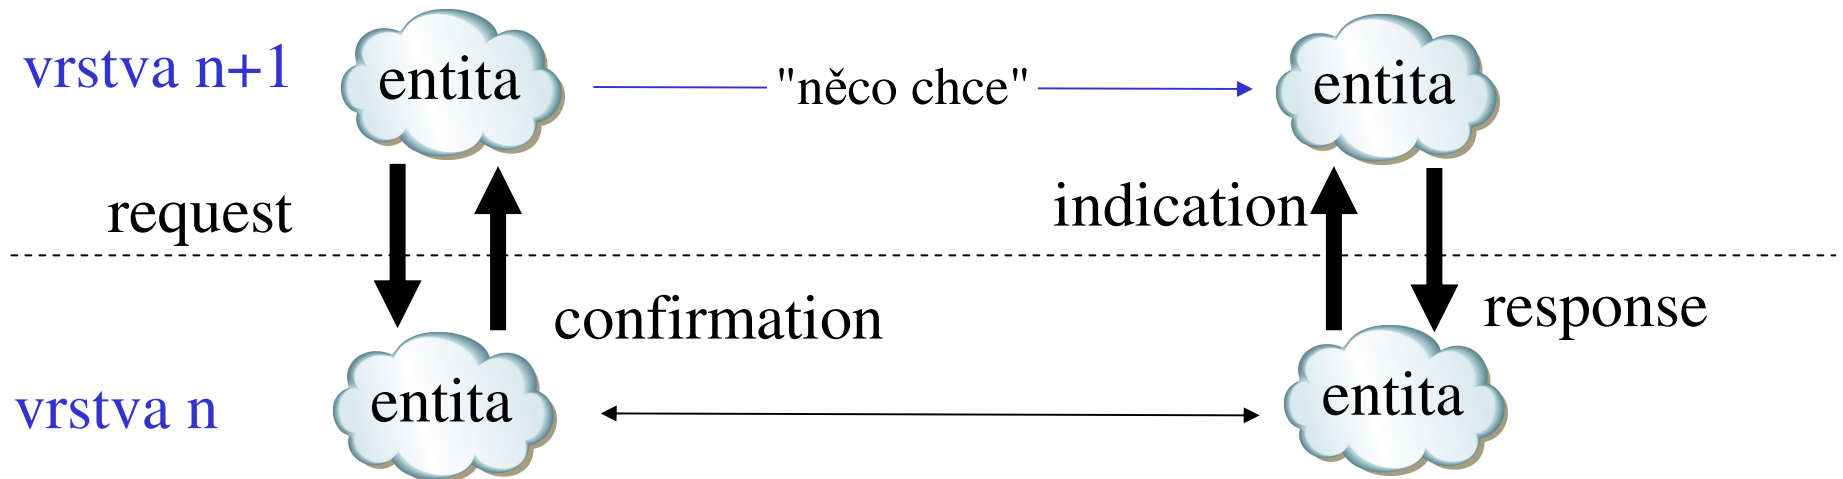 vrstva n+1
entita
"něco chce"
entita
request
indication
confirmation
response
vrstva n
entita
entita